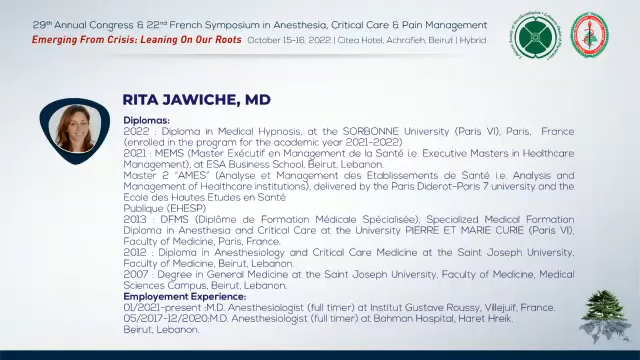 29th Annual Congress & 22nd French Symposium in Anesthesia, Critical Care & Pain Management
Emerging From Crisis: Leaning On Our Roots October 15-16, 2022 | Citea Hotel, Achrafieh, Beirut | Hybrid
RITA JAWICHE, MD
Diplomas:
2022 : Diploma in Medical Hypnosis, at the SORBONNE University (Paris VI), Paris, France
(enrolled in the program for the academic year 2021-2022)
2021 : MEMS (Master Exécutif en Management de la Santé i.e. Executive Masters in Healthcare
Management), at ESA Business School, Beirut, Lebanon.
Master 2 "AMES" (Analyse et Management des Etablissements de Santé i.e. Analysis and
Management of Healthcare institutions), delivered by the Paris Diderot-Paris 7 university and the
Ecole des Hautes Etudes en Santé
Publique (EHESP)
2013 : DFMS (Diplôme de Formation Médicale Spécialisée), Specialized Medical Formation
Diploma in Anesthesia and Critical Care at the University PIERRE ET MARIE CURIE (Paris VI),
Faculty of Medicine, Paris, France.
2012 : Diploma in Anesthesiology and Critical Care Medicine at the Saint Joseph University,
Faculty of Medicine, Beirut, Lebanon.
2007 : Degree in General Medicine at the Saint Joseph University, Faculty of Medicine, Medical
Sciences Campus, Beirut, Lebanon.
Employement Experience:
01/2021-present :M.D. Anesthesiologist (full timer) at Institut Gustave Roussy, Villejuif, France.
05/2017-12/2020:M.D. Anesthesiologist (full timer) at Bahman Hospital, Haret Hreik,
Beirut, Lebanon.